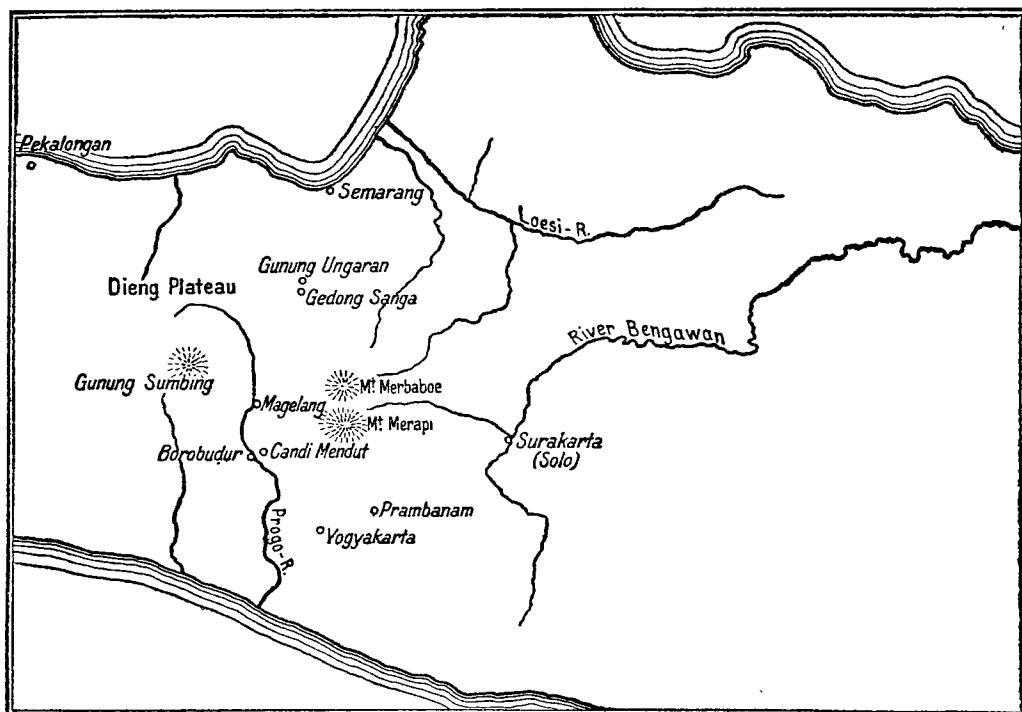 Pekalongan
Semarang
Loesi-R.
Gunung Ungaran
Gedong Sanga
Dieng Plateau
River Bengawan
Gunung Sumbing
Mt. Merbaboe
Magelang
Mt. Merapi
Surakarta
(Solo)
Borobudur
Candi Mendut
Prambanam
Progo-R.
Yogyakarta